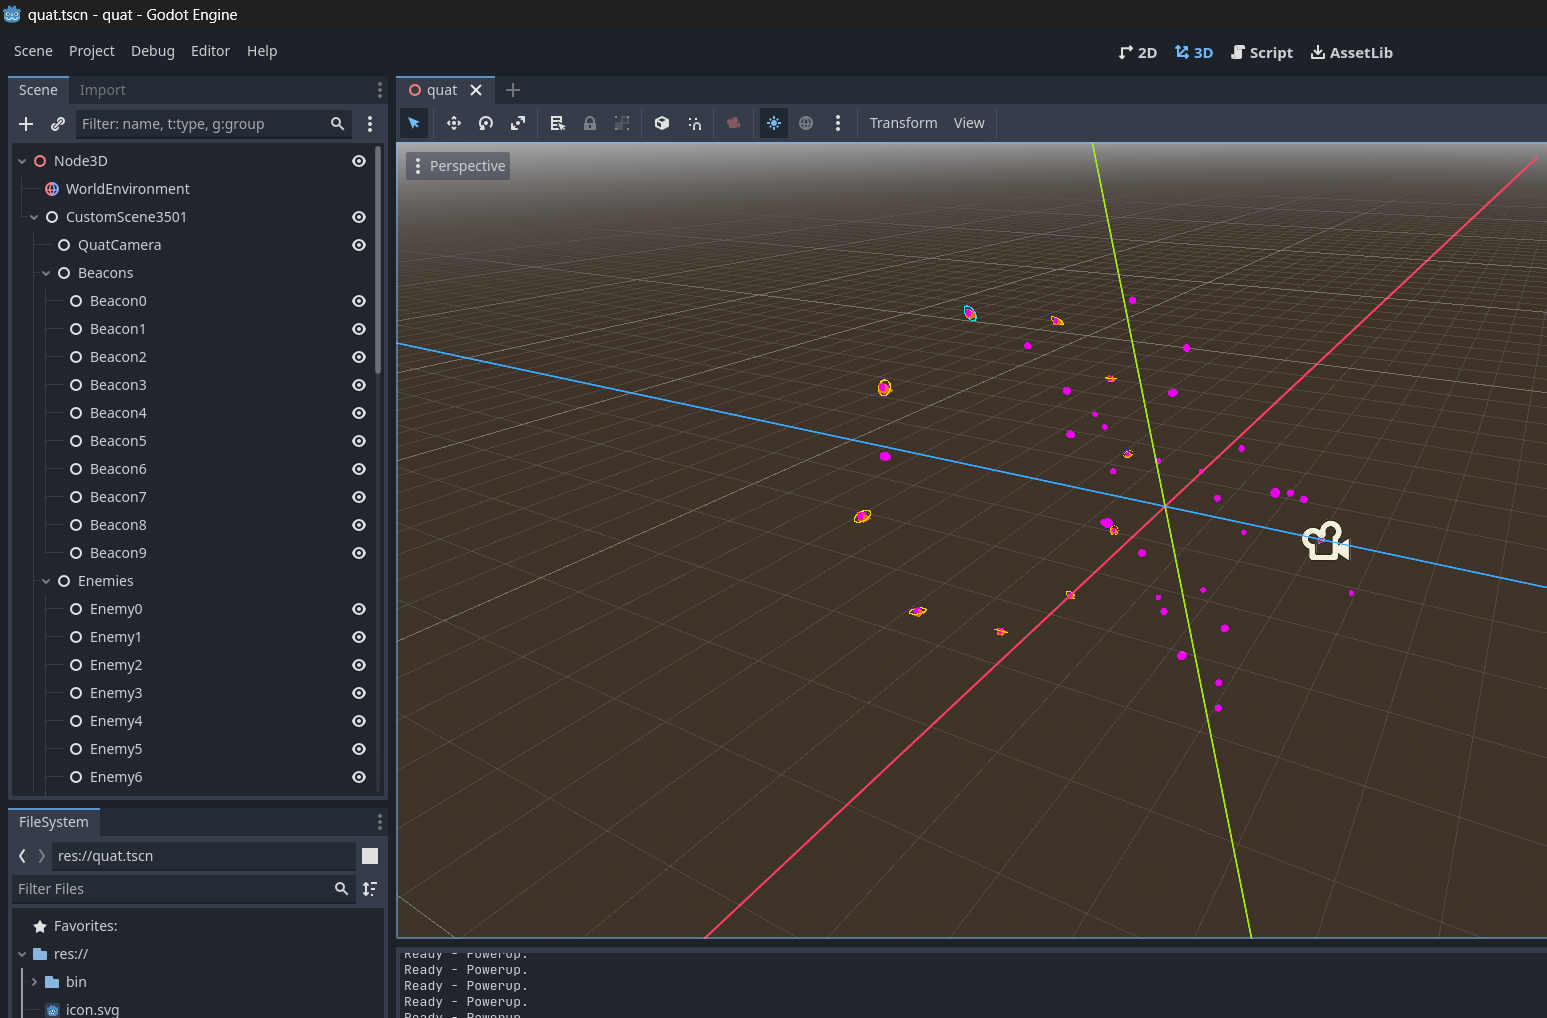 quat.tscn - quat - Godot Engine
Scene Project Debug Editor Help
2D 3D Script AssetLib
Scene Import
quat
Filter: name, t:type, g:group
Transform View
Perspective
Node3D
WorldEnvironment
CustomScene3501
QuatCamera
Beacons
Beacon0
Beacon1
Beacon2
Beacon3
Beacon4
Beacon5
Beacon6
Beacon7
Beacon8
Beacon9
Enemies
Enemy0
Enemy1
Enemy2
Enemy3
Enemy4
Enemy5
Enemy6
FileSystem
res://quat.tscn
Filter Files
Favorites:
res://
bin
icon.svg
Ready - Powerup.
Ready - Powerup.
Ready - Powerup.
Ready - Powerup.
Ready - Powerup.